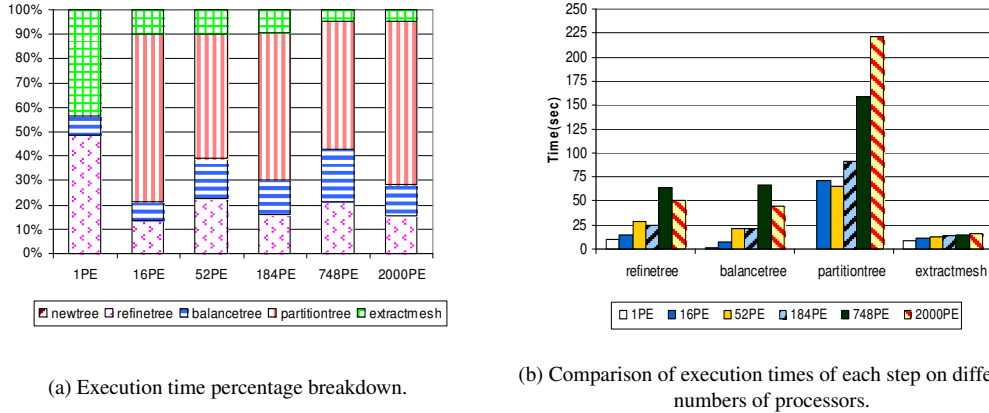 100%
90%
80%
70%
60%
50%
40%
30%
20%
10%
0%
1PE 16PE 52PE 184PE 748PE 2000PE
newtree refinetree balancetree partitiontree extractmesh
(a) Execution time percentage breakdown.
250
225
200
175
150
125
100
75
50
25
0
Time(sec)
refinetree balancetree partitiontree extractmesh
1PE 16PE 52PE 184PE 748PE 2000PE
(b) Comparison of execution times of each step on diffe
numbers of processors.